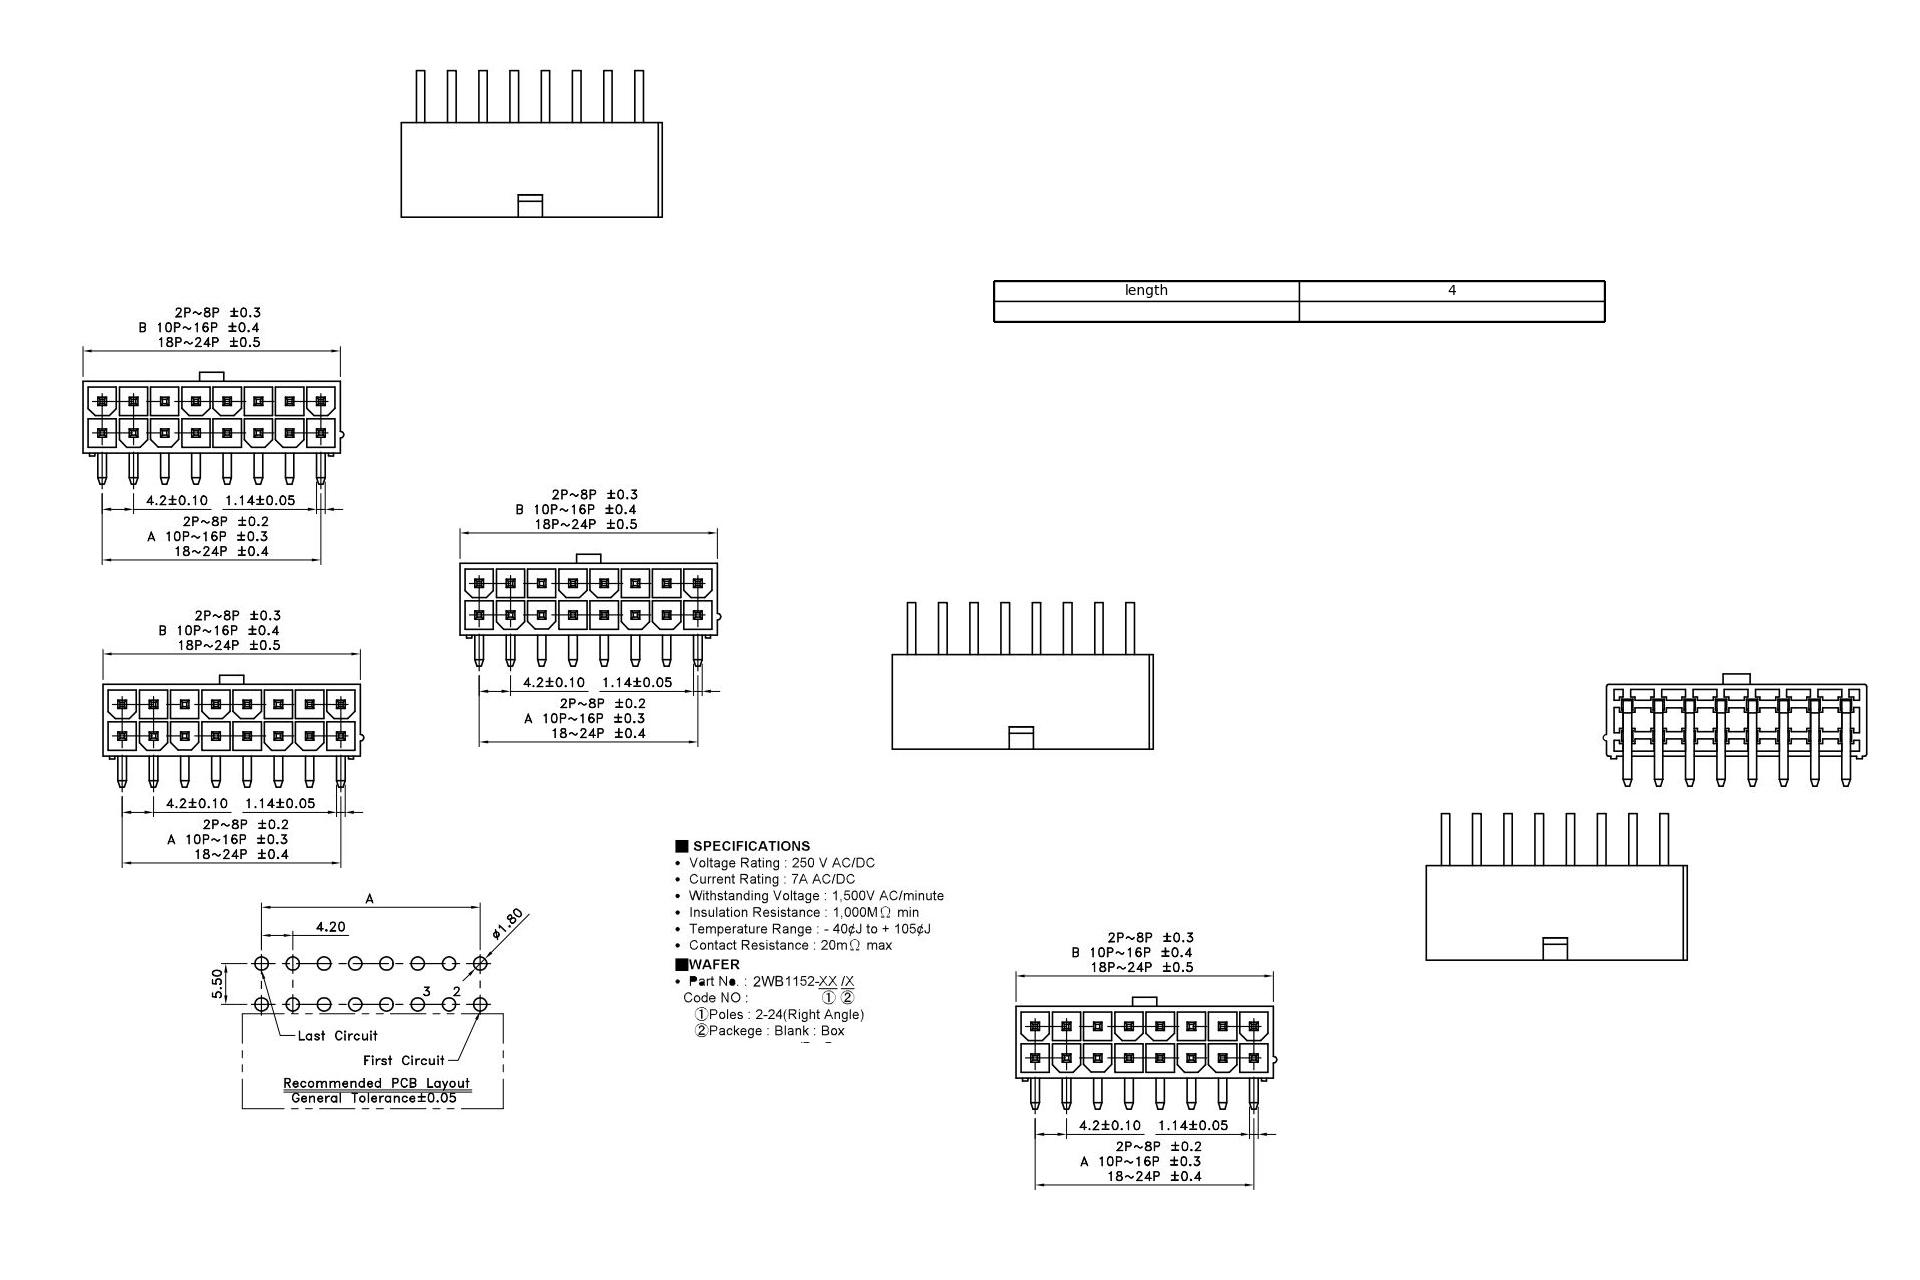 length 4
2P~8P ±0.3
B 10P~16P ±0.4
18P~24P ±0.5
4.2±0.10 1.14±0.05
2P~8P ±0.2
A 10P~16P ±0.3
18~24P ±0.4
2P~8P ±0.3
B 10P~16P ±0.4
18P~24P ±0.5
4.2±0.10 1.14±0.05
2P~8P ±0.2
A 10P~16P ±0.3
18~24P ±0.4
2P~8P ±0.3
B 10P~16P ±0.4
18P~24P ±0.5
4.2±0.10 1.14±0.05
2P~8P ±0.2
A 10P~16P ±0.3
18~24P ±0.4
■ SPECIFICATIONS
• Voltage Rating : 250 V AC/DC
• Current Rating : 7A AC/DC
• Withstanding Voltage : 1,500V AC/minute
• Insulation Resistance : 1,000MΩ min
• Temperature Range : - 40¢J to + 105¢J
• Contact Resistance : 20mΩ max
■WAFER
• Part No. : 2WB1152-XX /X
Code NO : ① ②
①Poles : 2-24(Right Angle)
②Packege : Blank : Box
A
4.20
ø1.80
5.50
3 2
Last Circuit
First Circuit
Recommended PCB Layout
General Tolerance±0.05
2P~8P ±0.3
B 10P~16P ±0.4
18P~24P ±0.5
4.2±0.10 1.14±0.05
2P~8P ±0.2
A 10P~16P ±0.3
18~24P ±0.4